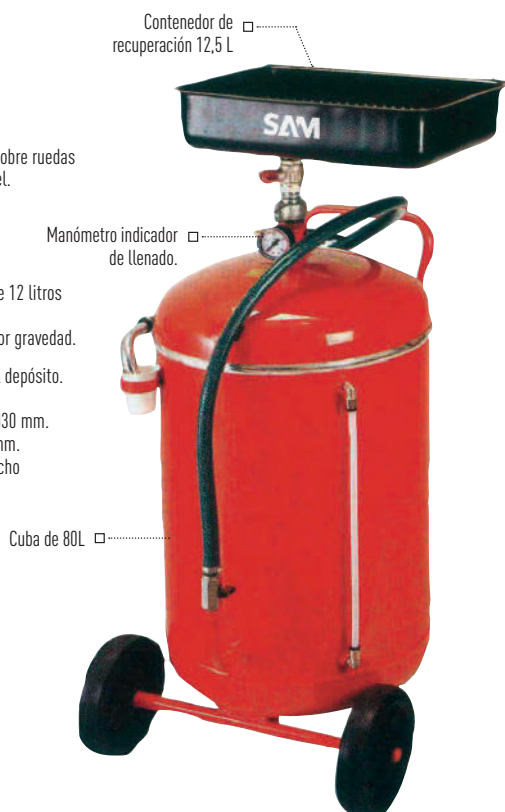 Contenedor de
recuperación 12,5 L
SAM
obre ruedas
el.
Manómetro indicador
de llenado.
e 12 litros
or gravedad.
depósito.
30 mm.
mm.
cho
Cuba de 80L